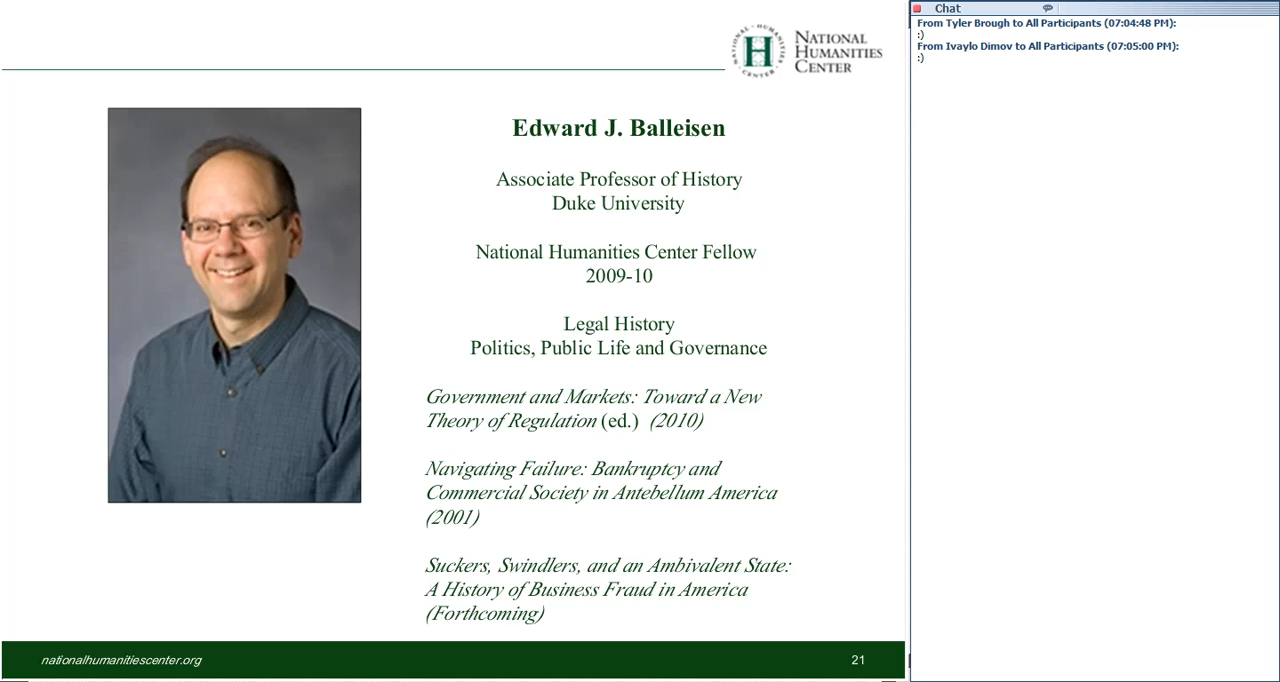 NATIONAL HUMANITIES CENTER
H
NATIONAL
HUMANITIES
CENTER
Edward J. Balleisen
Associate Professor of History
Duke University
National Humanities Center Fellow
2009-10
Legal History
Politics, Public Life and Governance
Government and Markets: Toward a New
Theory of Regulation (ed.) (2010)
Navigating Failure: Bankruptcy and
Commercial Society in Antebellum America
(2001)
Suckers, Swindlers, and an Ambivalent State:
A History of Business Fraud in America
(Forthcoming)
nationalhumanitiescenter.org
21
Chat
From Tyler Brough to All Participants (07:04:48 PM):
:)
From Ivaylo Dimov to All Participants (07:05:00 PM):
:)